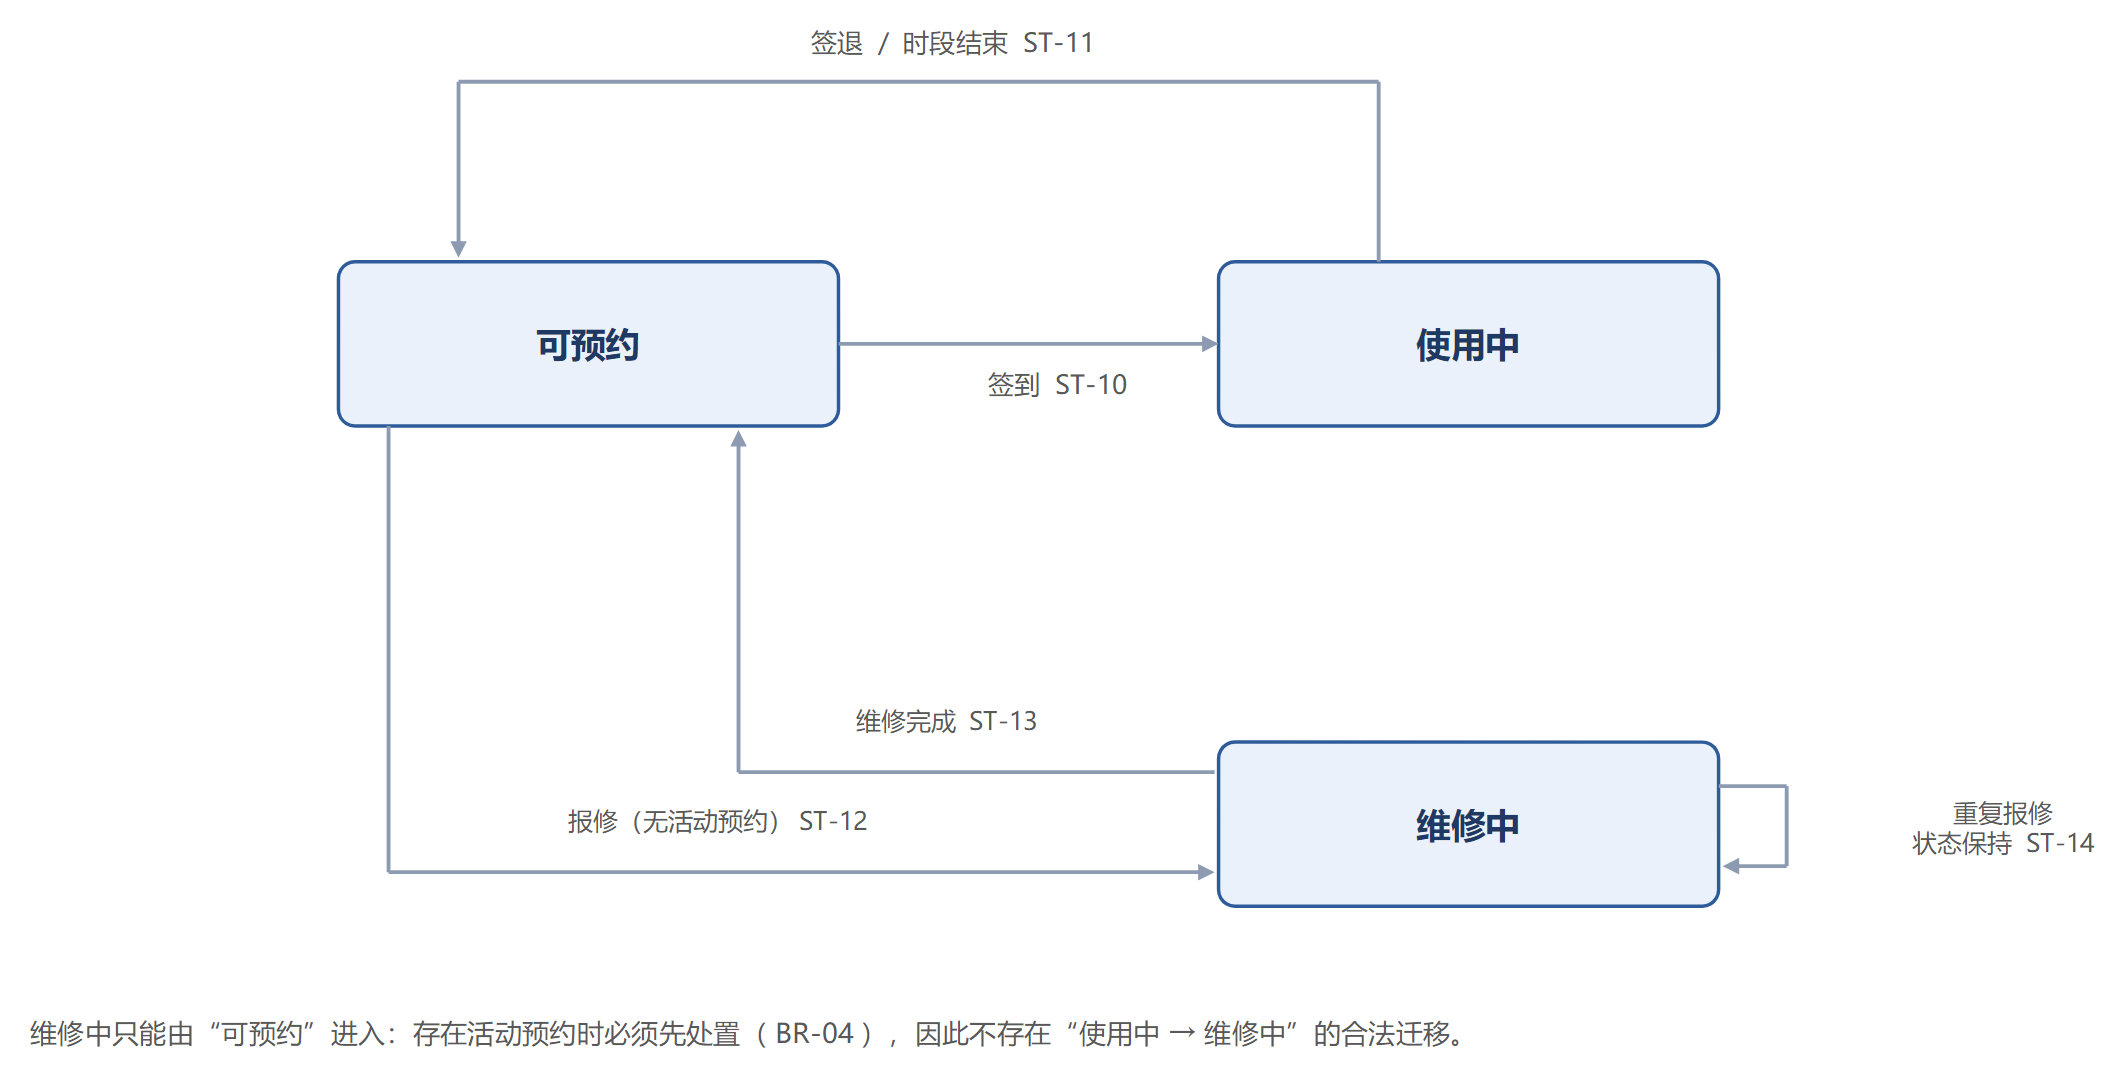 签退 / 时段结束 ST-11
可预约
使用中
签到 ST-10
维修完成 ST-13
报修（无活动预约） ST-12
维修中
重复报修
状态保持 ST-14
维修中只能由“可预约”进入：存在活动预约时必须先处置（ BR-04 ），因此不存在“使用中 → 维修中”的合法迁移。